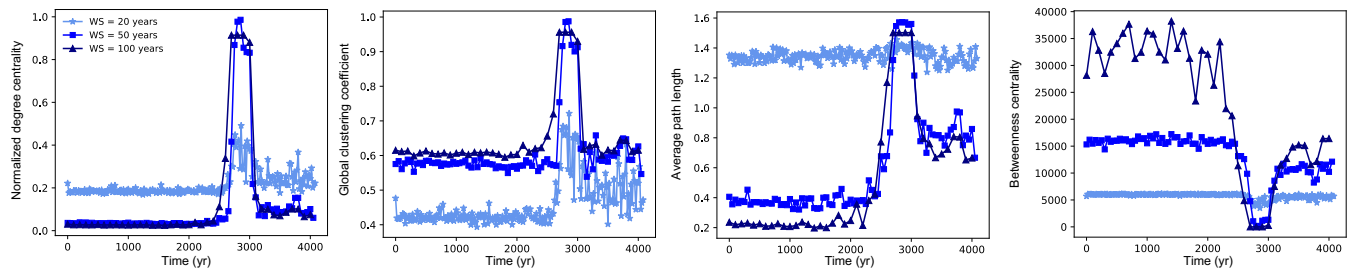 Normalized degree centrality
1.0
0.8
0.6
0.4
0.2
0.0
WS = 20 years
WS = 50 years
WS = 100 years
0 1000 2000 3000 4000
Time (yr)
Global clustering coefficient
1.0
0.9
0.8
0.7
0.6
0.5
0.4
0 1000 2000 3000 4000
Time (yr)
Average path length
1.6
1.4
1.2
1.0
0.8
0.6
0.4
0.2
0 1000 2000 3000 4000
Time (yr)
Betweenness centrality
40000
35000
30000
25000
20000
15000
10000
5000
0
0 1000 2000 3000 4000
Time (yr)